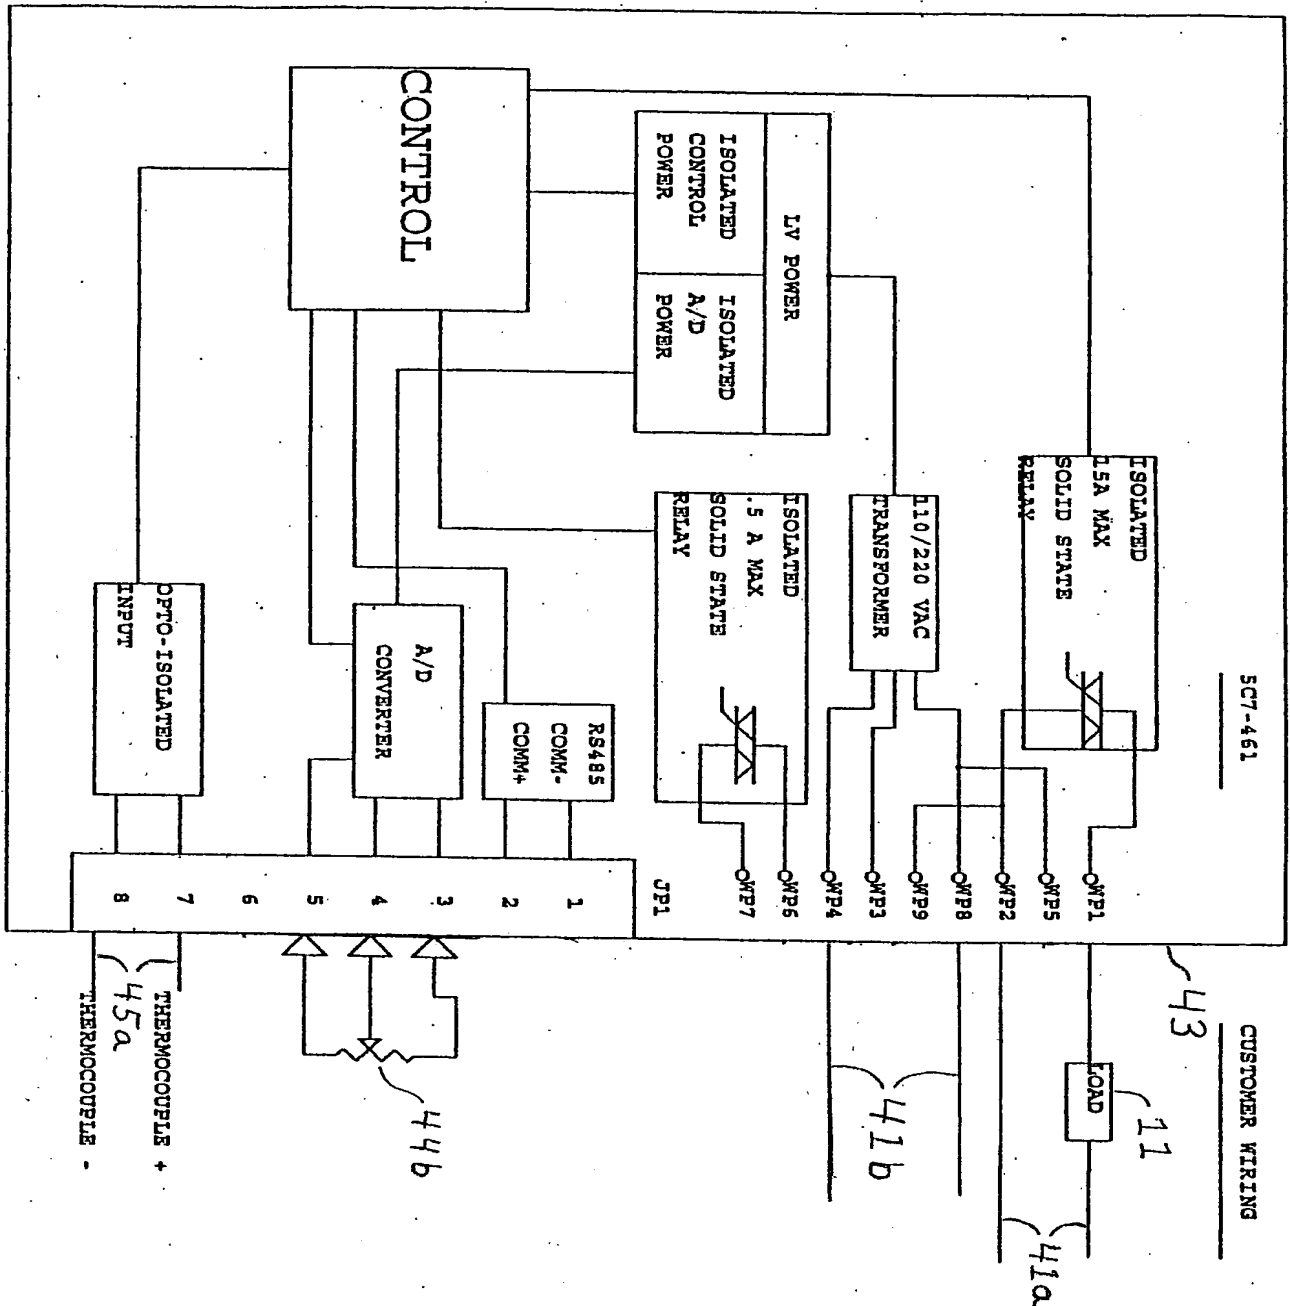 5C7-461
CUSTOMER WIRING
43
ISOLATED
15A MAX
SOLID STATE
RELAY
WP1
WP5
WP2
WP8
WP9
WP3
WP4
WP6
WP7
JP1
LOAD
11
41a
41b
110/220 VAC
TRANSFORMER
LV POWER
ISOLATED
CONTROL
POWER
ISOLATED
A/D
POWER
ISOLATED
.5 A MAX
SOLID STATE
RELAY
CONTROL
RS485
COMM-
COMM+
A/D
CONVERTER
OPTO-ISOLATED
INPUT
1
2
3
4
5
6
7
8
44b
THERMOCOUPLE +
45a
THERMOCOUPLE -